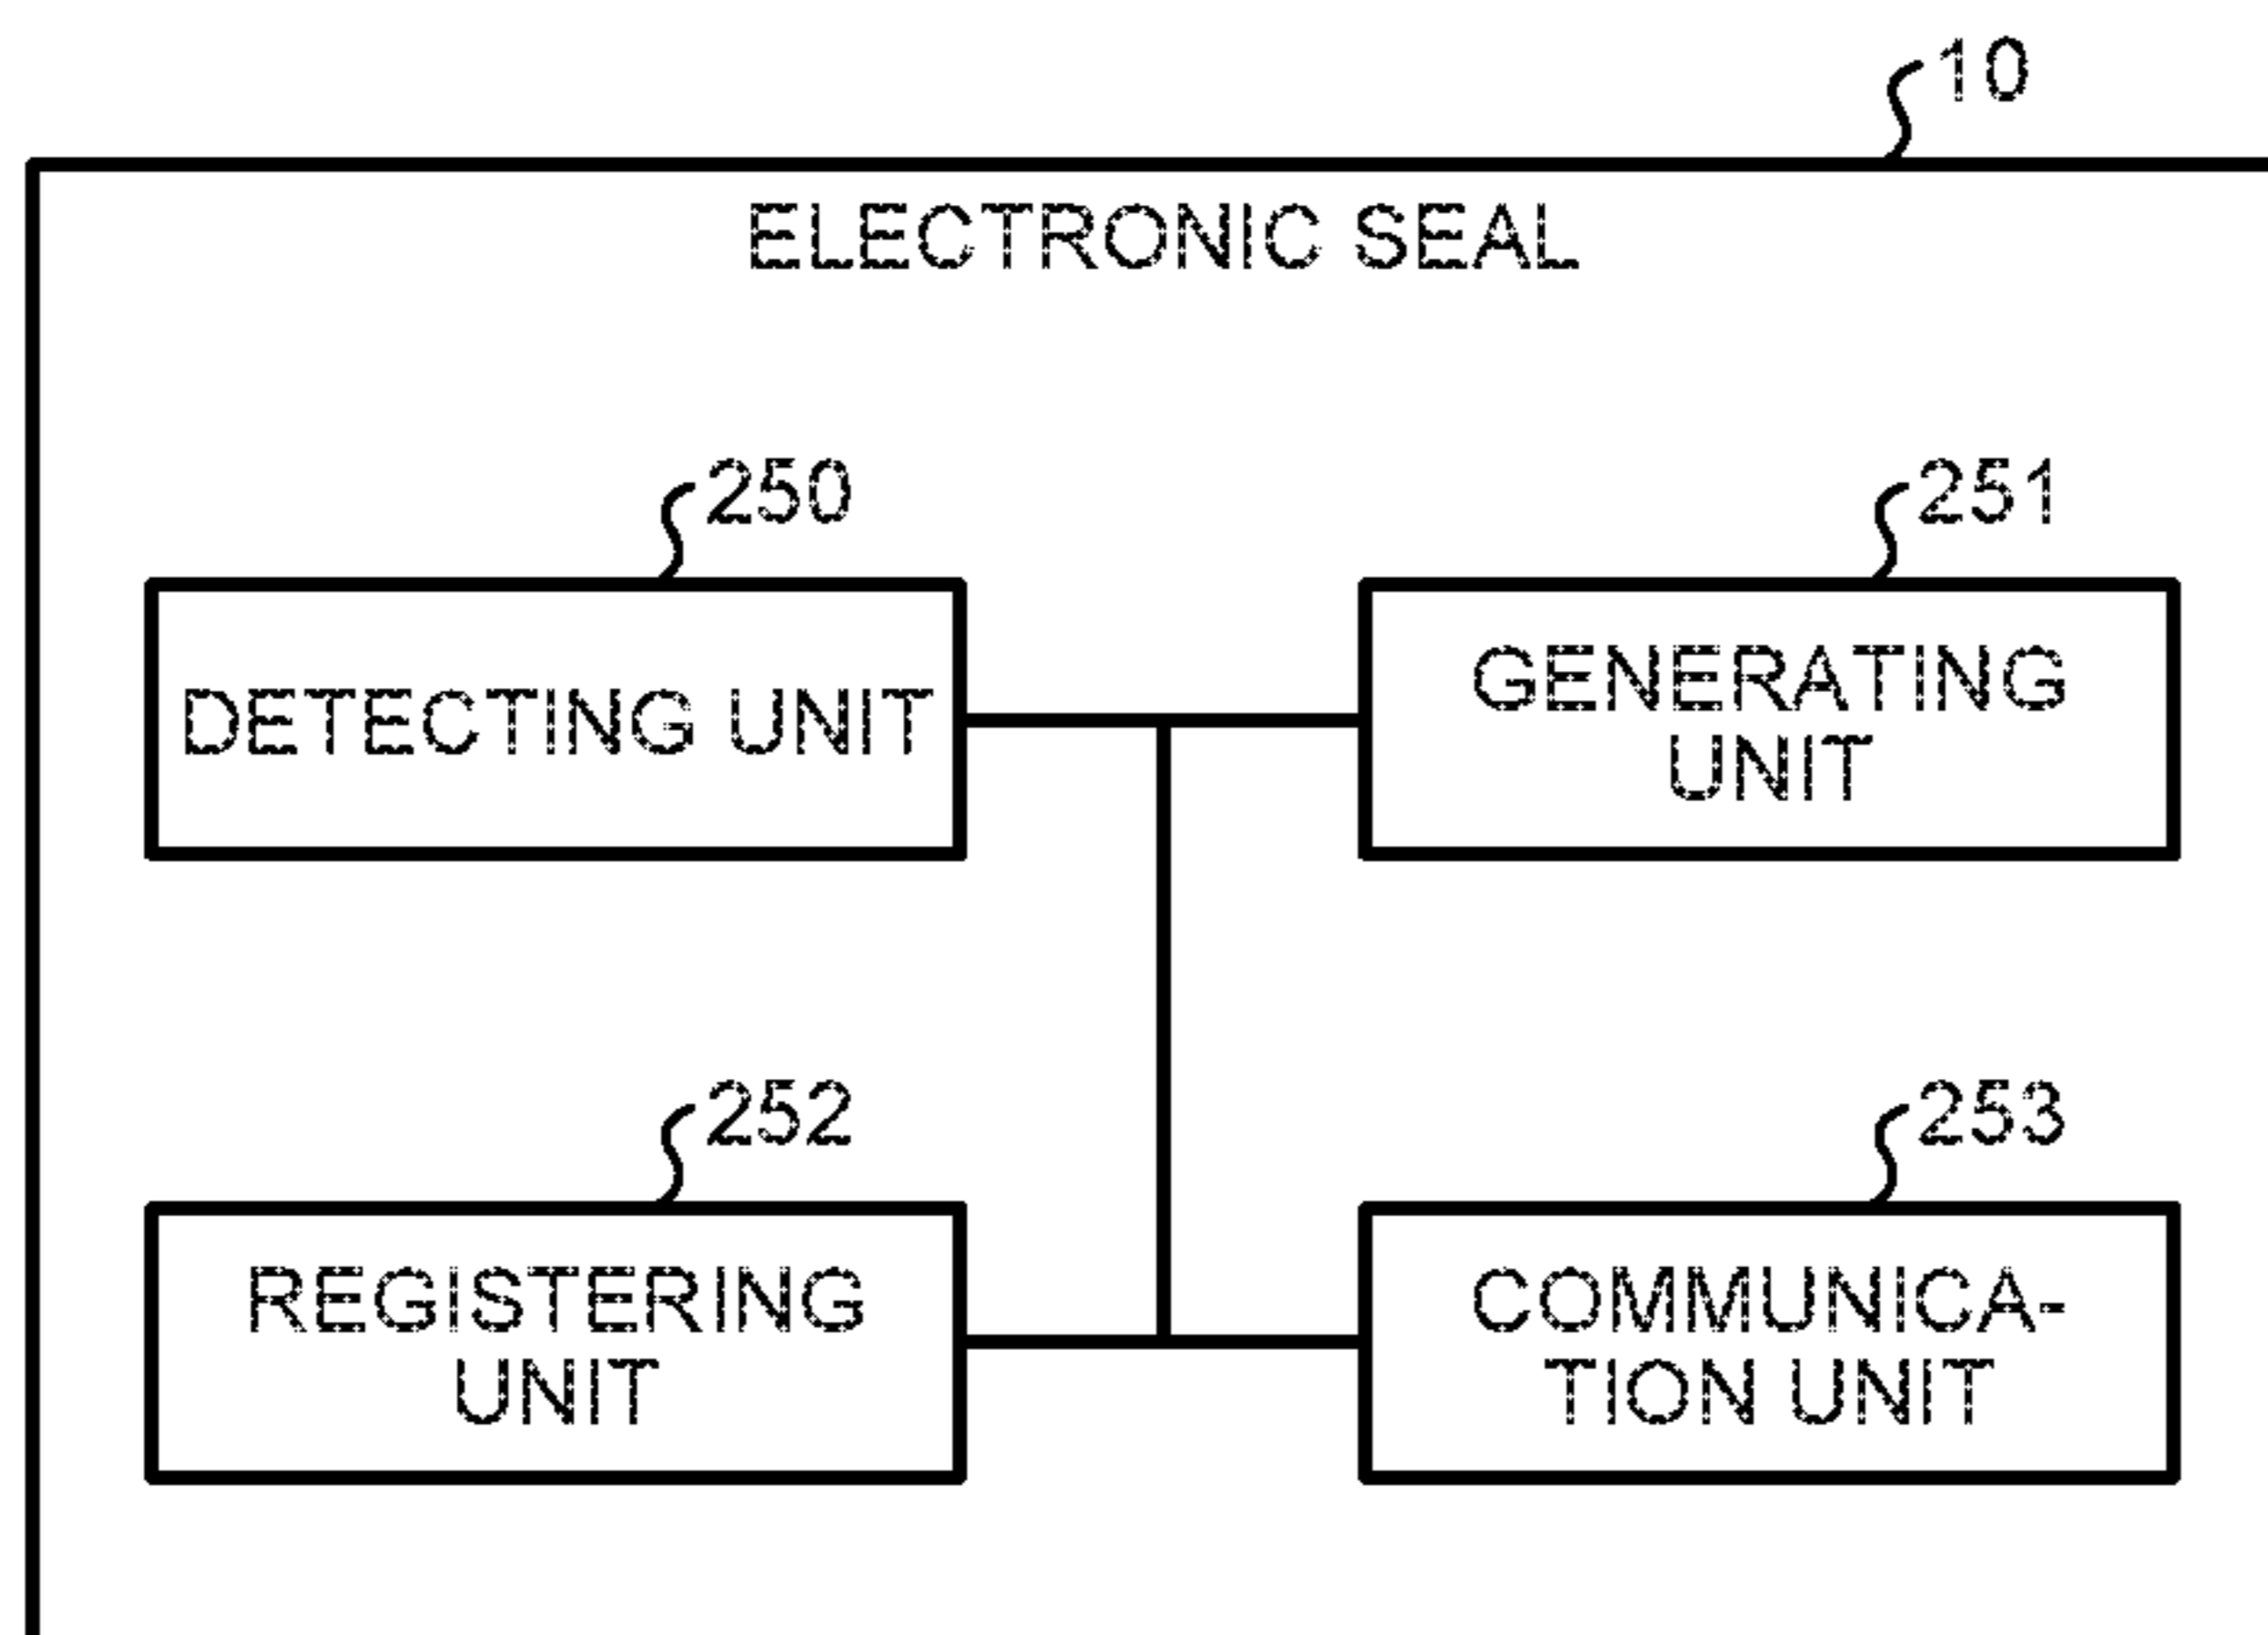 10
ELECTRONIC SEAL
250
251
DETECTING UNIT
GENERATING
UNIT
252
253
REGISTERING
UNIT
COMMUNICA-
TION UNIT